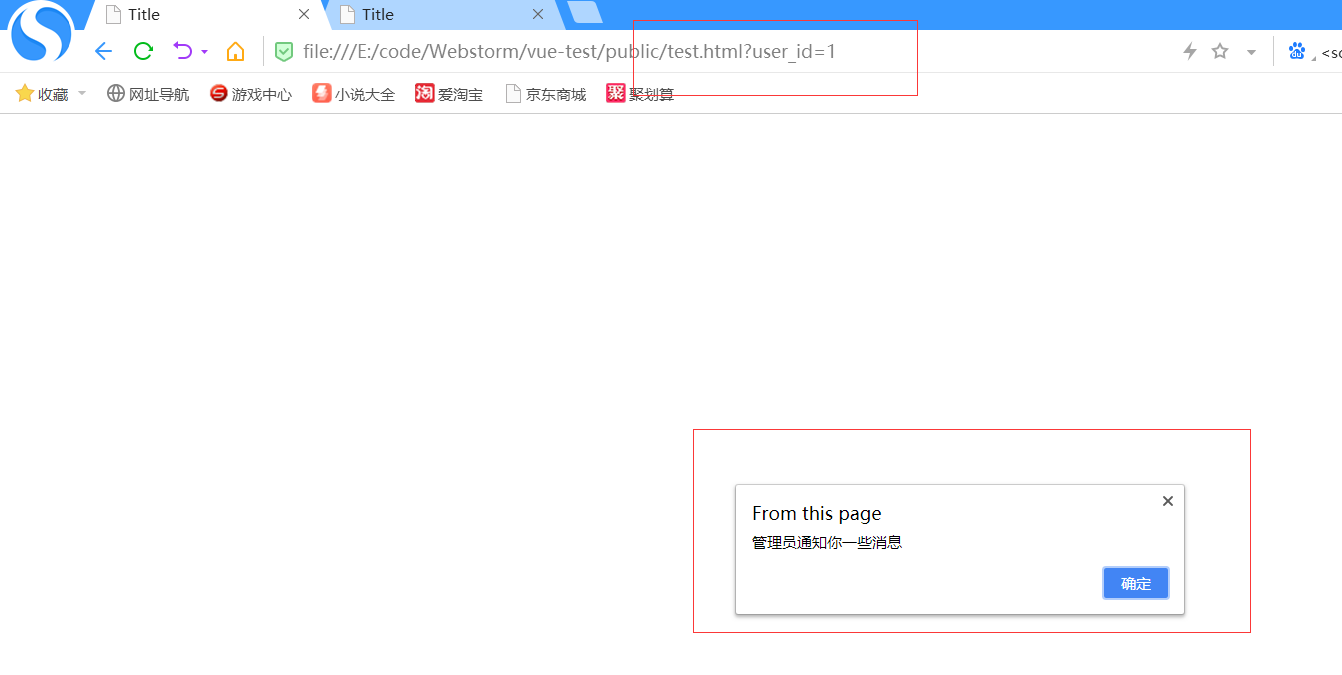 Title
Title
file:///E:/code/Webstorm/vue-test/public/test.html?user_id=1
收藏 网址导航 游戏中心 小说大全 淘 爱淘宝 京东商城 聚 聚划算
From this page
管理员通知你一些消息
确定